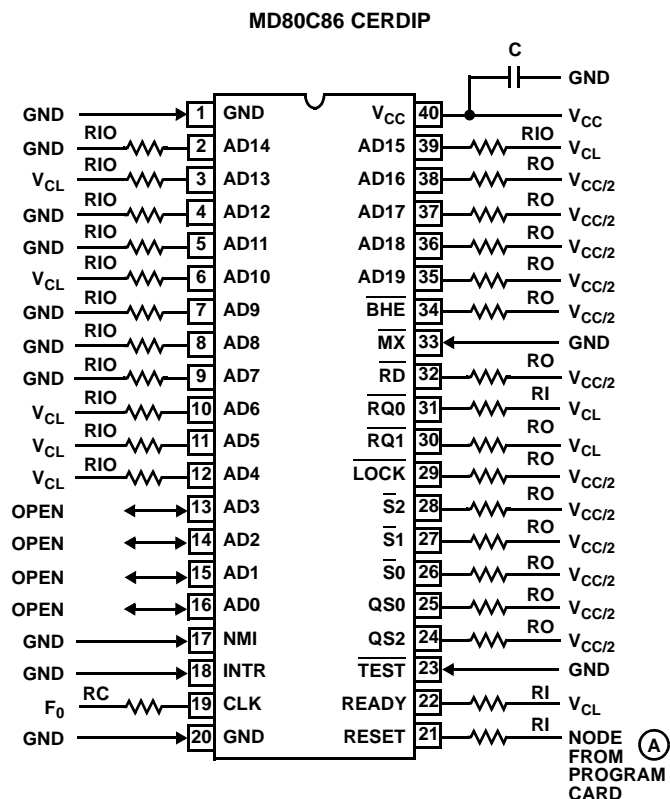 MD80C86 CERDIP
C
GND
GND 1 GND VCC 40 VCC
GND RIO 2 AD14 AD15 39 RIO VCL
VCL RIO 3 AD13 AD16 38 RO VCC/2
GND RIO 4 AD12 AD17 37 RO VCC/2
GND RIO 5 AD11 AD18 36 RO VCC/2
VCL RIO 6 AD10 AD19 35 RO VCC/2
GND RIO 7 AD9 BHE 34 RO VCC/2
GND RIO 8 AD8 MX 33 GND
GND RIO 9 AD7 RD 32 RO VCC/2
VCL RIO 10 AD6 RQ0 31 RI VCL
VCL RIO 11 AD5 RQ1 30 RO VCL
VCL RIO 12 AD4 LOCK 29 RO VCC/2
OPEN 13 AD3 S2 28 RO VCC/2
OPEN 14 AD2 S1 27 RO VCC/2
OPEN 15 AD1 S0 26 RO VCC/2
OPEN 16 AD0 QS0 25 RO VCC/2
GND 17 NMI QS2 24 RO VCC/2
GND 18 INTR TEST 23 GND
F0 RC 19 CLK READY 22 RI VCL
GND 20 GND RESET 21 RI NODE A
FROM
PROGRAM
CARD